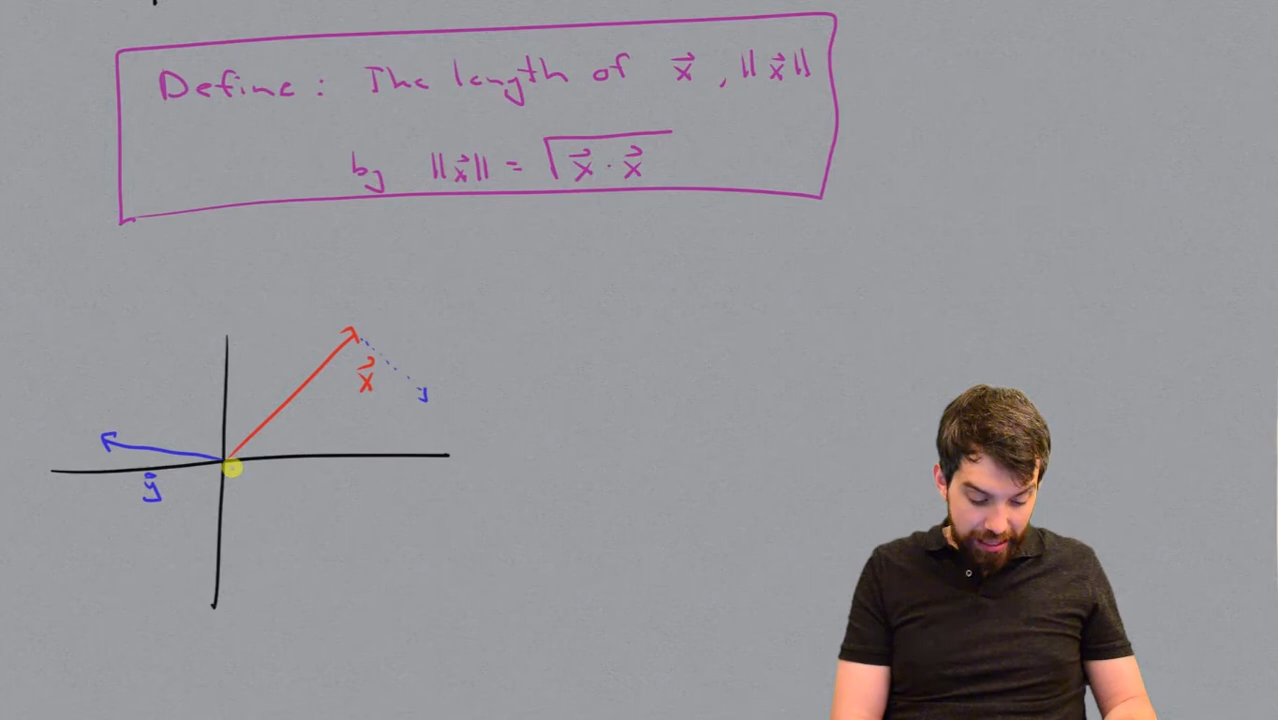 Define: The length of x⃗, ||x⃗||
by ||x⃗|| = √(x⃗ · x⃗)
x⃗
y⃗